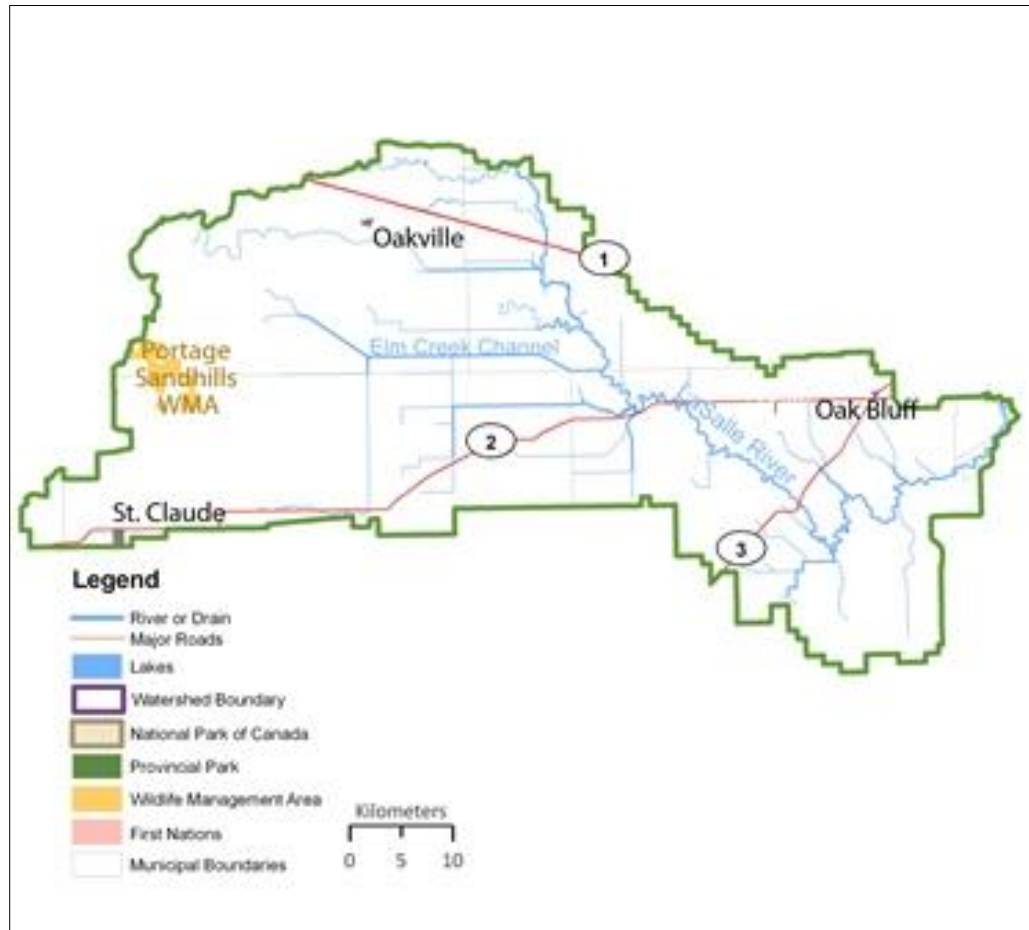 1
Oakville
Elm Creek Channel
Portage
Sandhills
WMA
Oak Bluff
LaSalle River
2
St. Claude
3
Legend
River or Drain
Major Roads
Lakes
Watershed Boundary
National Park of Canada
Provincial Park
Wildlife Management Area
First Nations
Municipal Boundaries
Kilometers
0 5 10